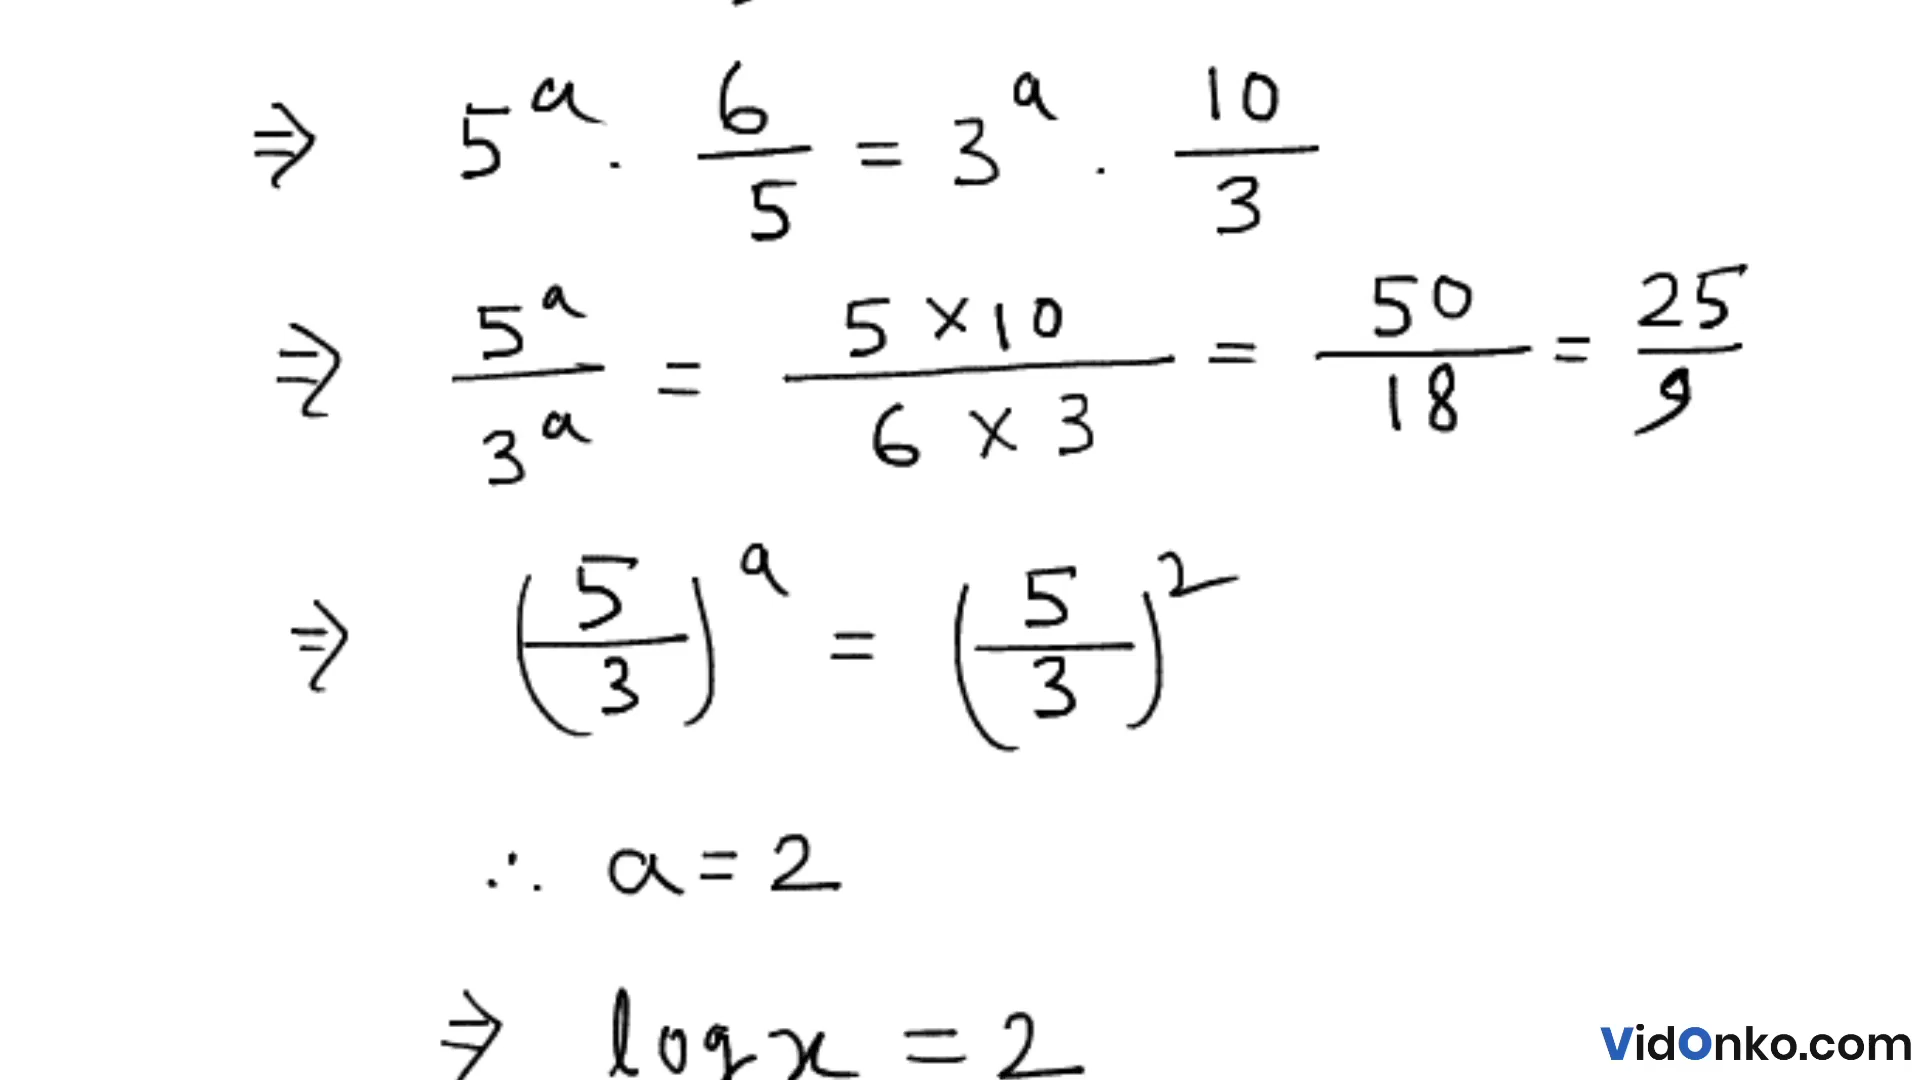 ⇒ 5^a · 6/5 = 3^a · 10/3
⇒ 5^a/3^a = (5 × 10)/(6 × 3) = 50/18 = 25/9
⇒ (5/3)^a = (5/3)^2
∴ a = 2
⇒ log x = 2
VidOnko.com